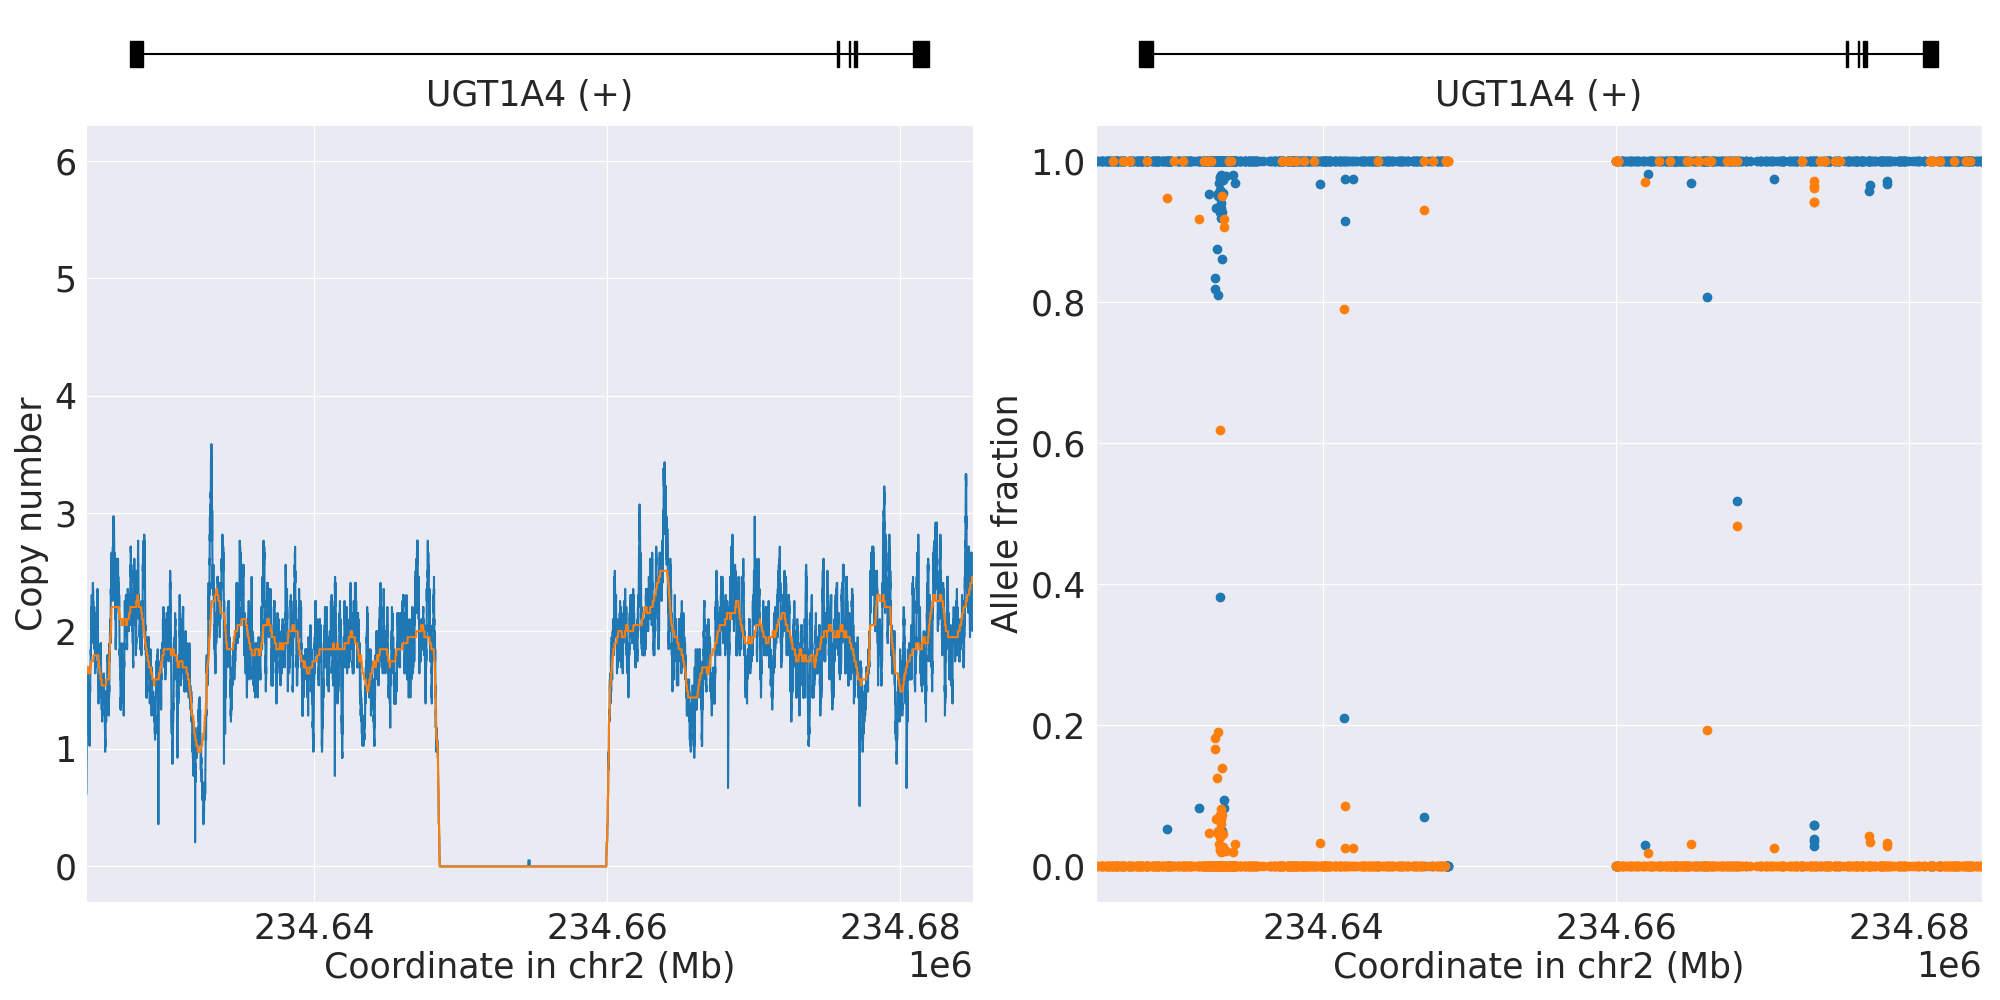 UGT1A4 (+)
Copy number
6
5
4
3
2
1
0
234.64
234.66
234.68
Coordinate in chr2 (Mb)
1e6
UGT1A4 (+)
Allele fraction
1.0
0.8
0.6
0.4
0.2
0.0
234.64
234.66
234.68
Coordinate in chr2 (Mb)
1e6